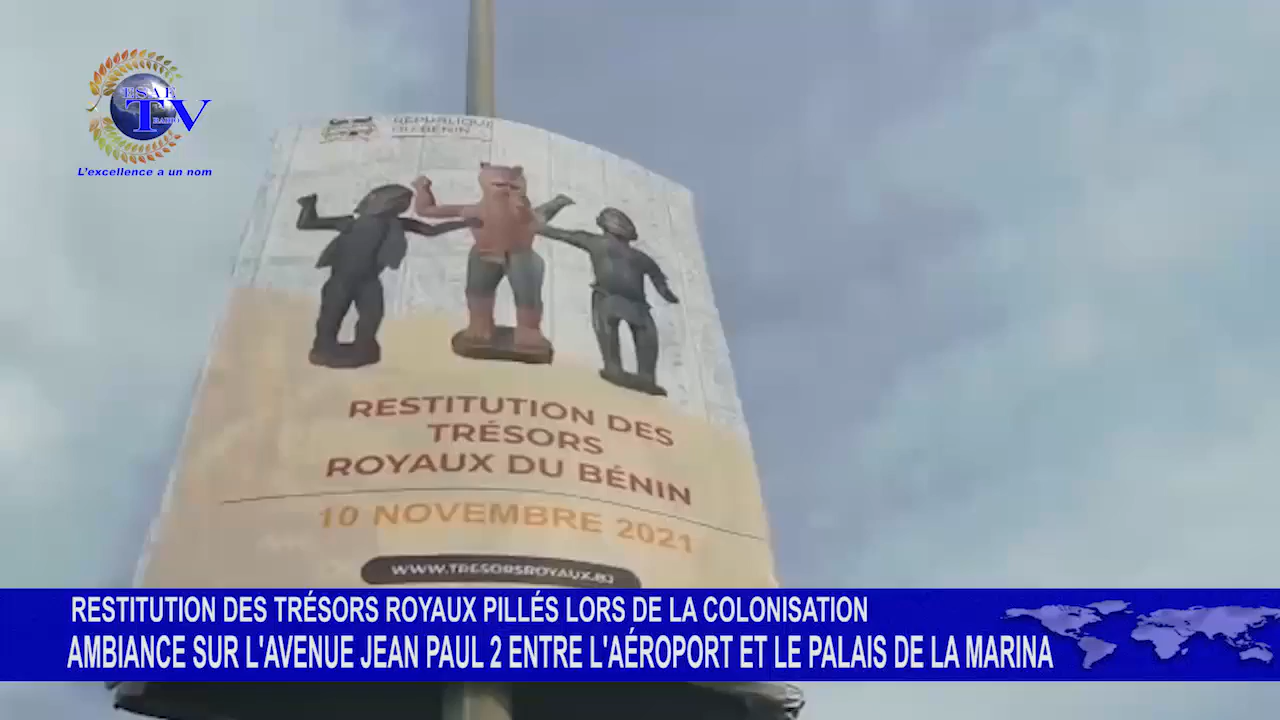 ESAE
TV
RADIO
L'excellence a un nom
RÉPUBLIQUE
DU BÉNIN
RESTITUTION DES
TRÉSORS
ROYAUX DU BÉNIN
10 NOVEMBRE 2021
WWW.TRESORSROYAUX.BJ
RESTITUTION DES TRÉSORS ROYAUX PILLÉS LORS DE LA COLONISATION
AMBIANCE SUR L'AVENUE JEAN PAUL 2 ENTRE L'AÉROPORT ET LE PALAIS DE LA MARINA